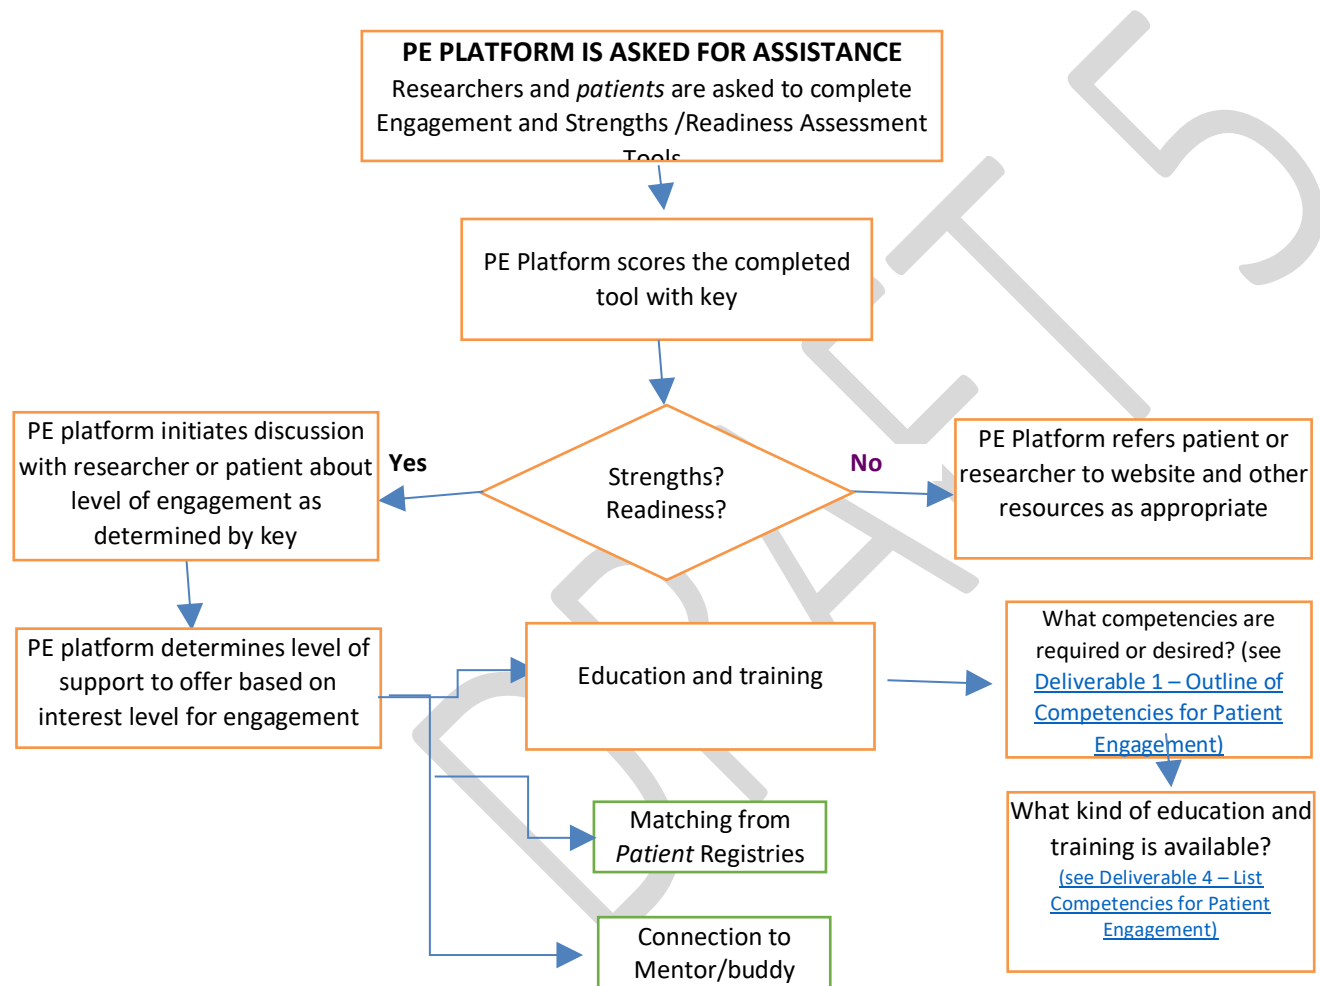 PE PLATFORM IS ASKED FOR ASSISTANCE
Researchers and patients are asked to complete
Engagement and Strengths /Readiness Assessment
Tools
PE Platform scores the completed
tool with key
PE platform initiates discussion
with researcher or patient about
level of engagement as
determined by key
Yes
Strengths?
Readiness?
No
PE Platform refers patient or
researcher to website and other
resources as appropriate
PE platform determines level of
support to offer based on
interest level for engagement
Education and training
What competencies are
required or desired? (see
Deliverable 1 – Outline of
Competencies for Patient
Engagement)
Matching from
Patient Registries
What kind of education and
training is available?
(see Deliverable 4 – List
Competencies for Patient
Engagement)
Connection to
Mentor/buddy
DRAFT 5